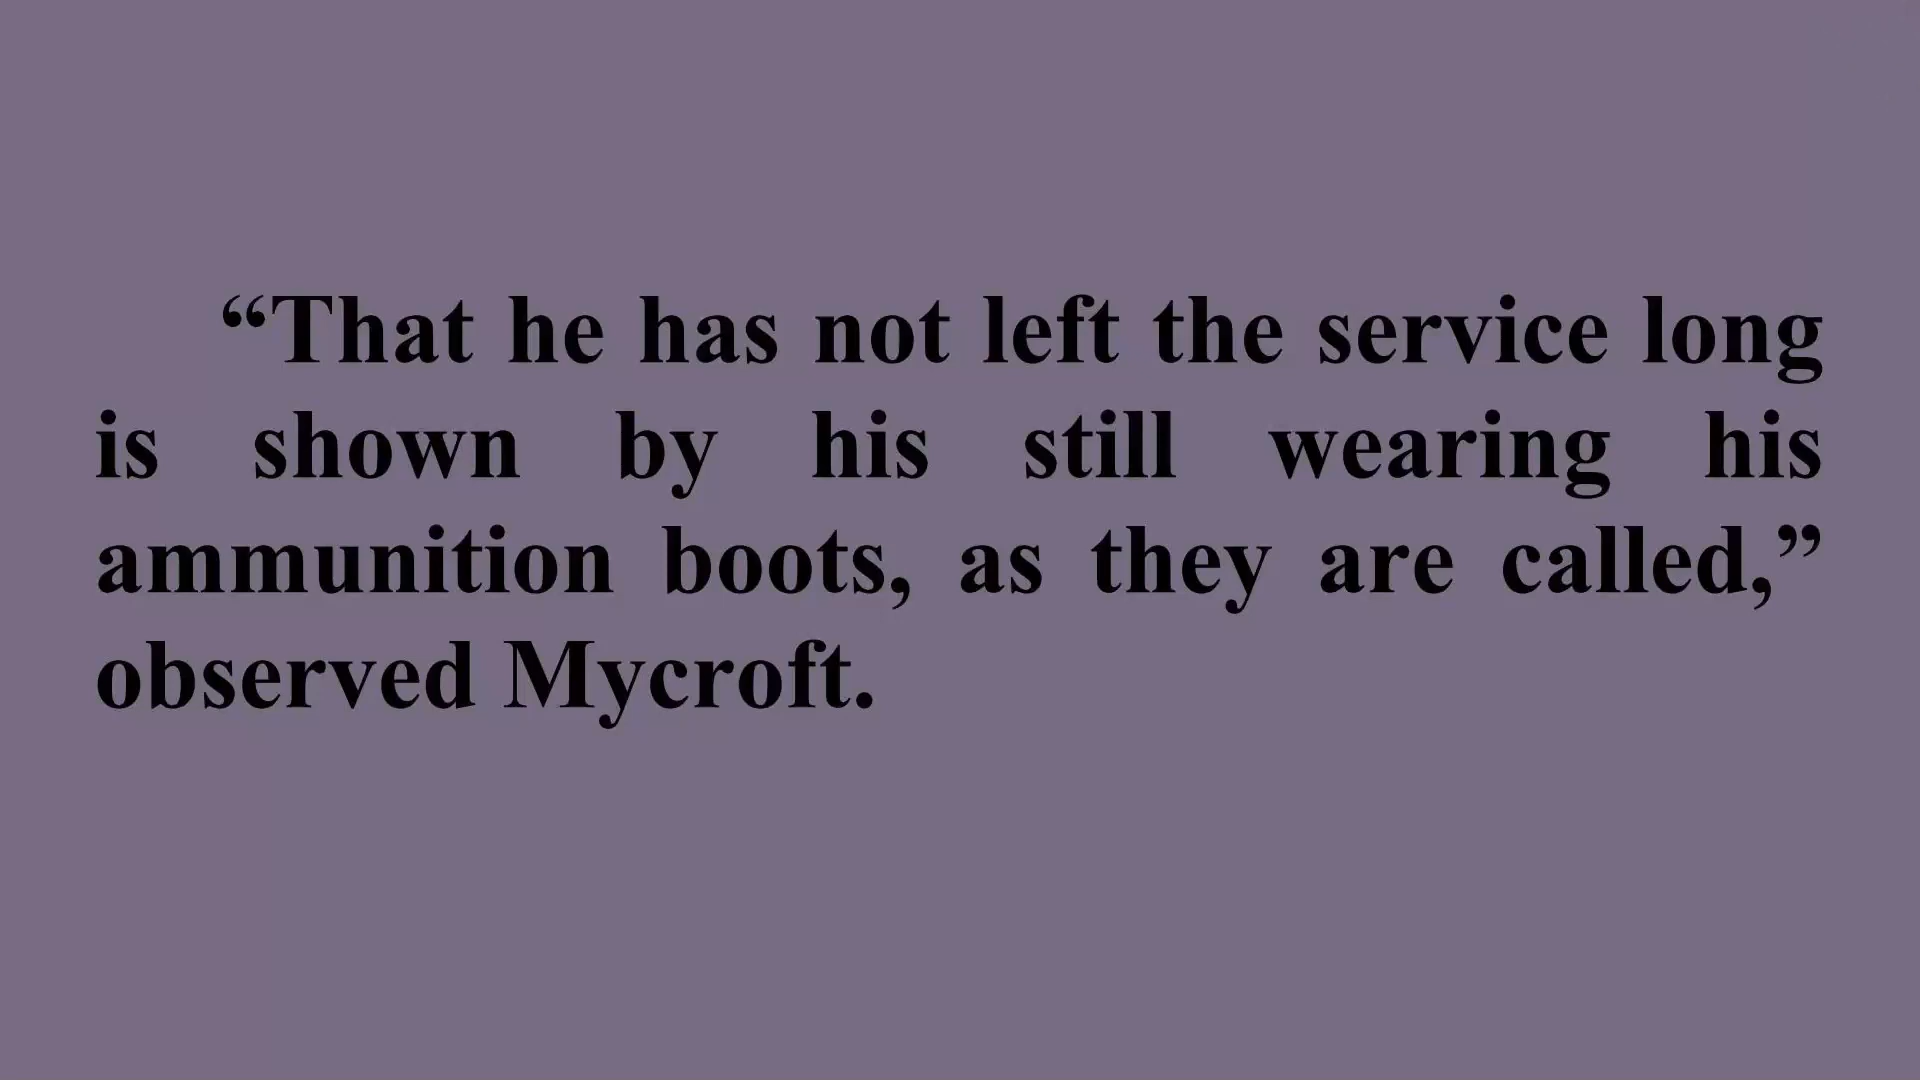 “That he has not left the service long
is shown by his still wearing his
ammunition boots, as they are called,”
observed Mycroft.